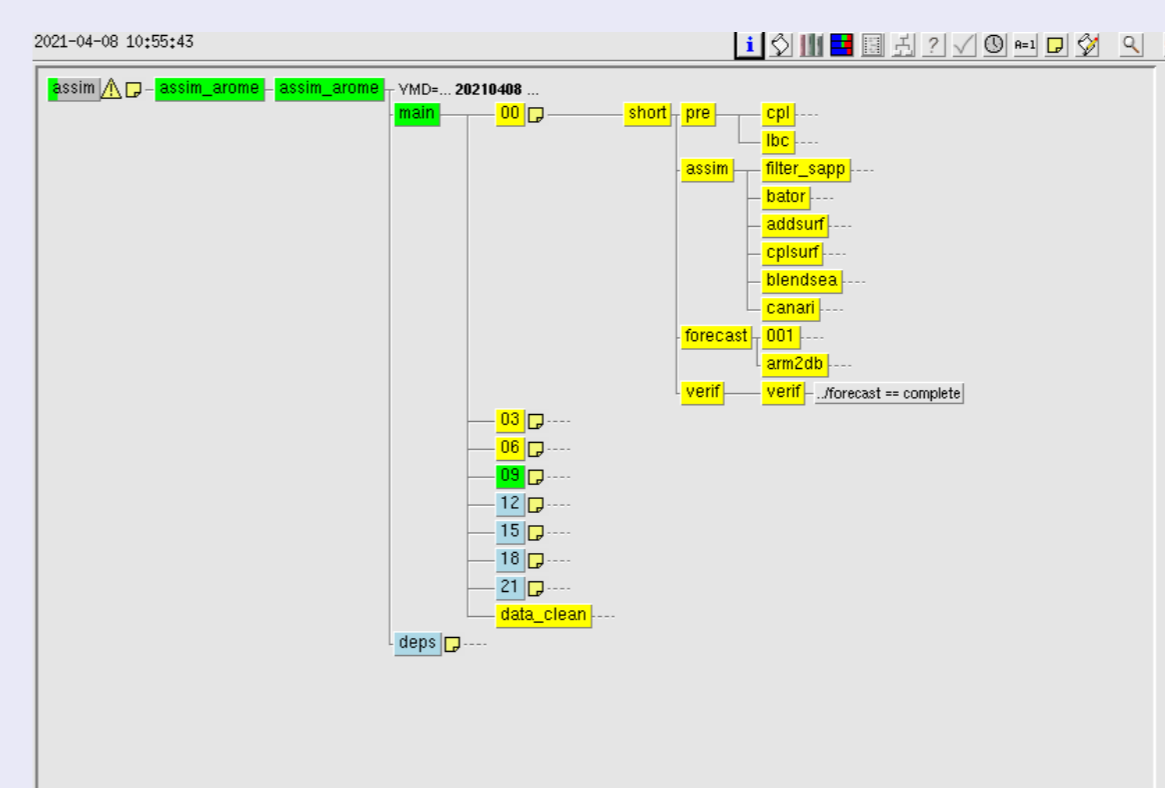 2021-04-08 10:55:43
i ? A=1
assim assim_arome assim_arome YMD=... 20210408 ...
main 00 short pre cpl
lbc
assim filter_sapp
bator
addsurf
cplsurf
blendsea
canari
forecast 001
arm2db
verif verif ../forecast == complete
03
06
09
12
15
18
21
data_clean
deps